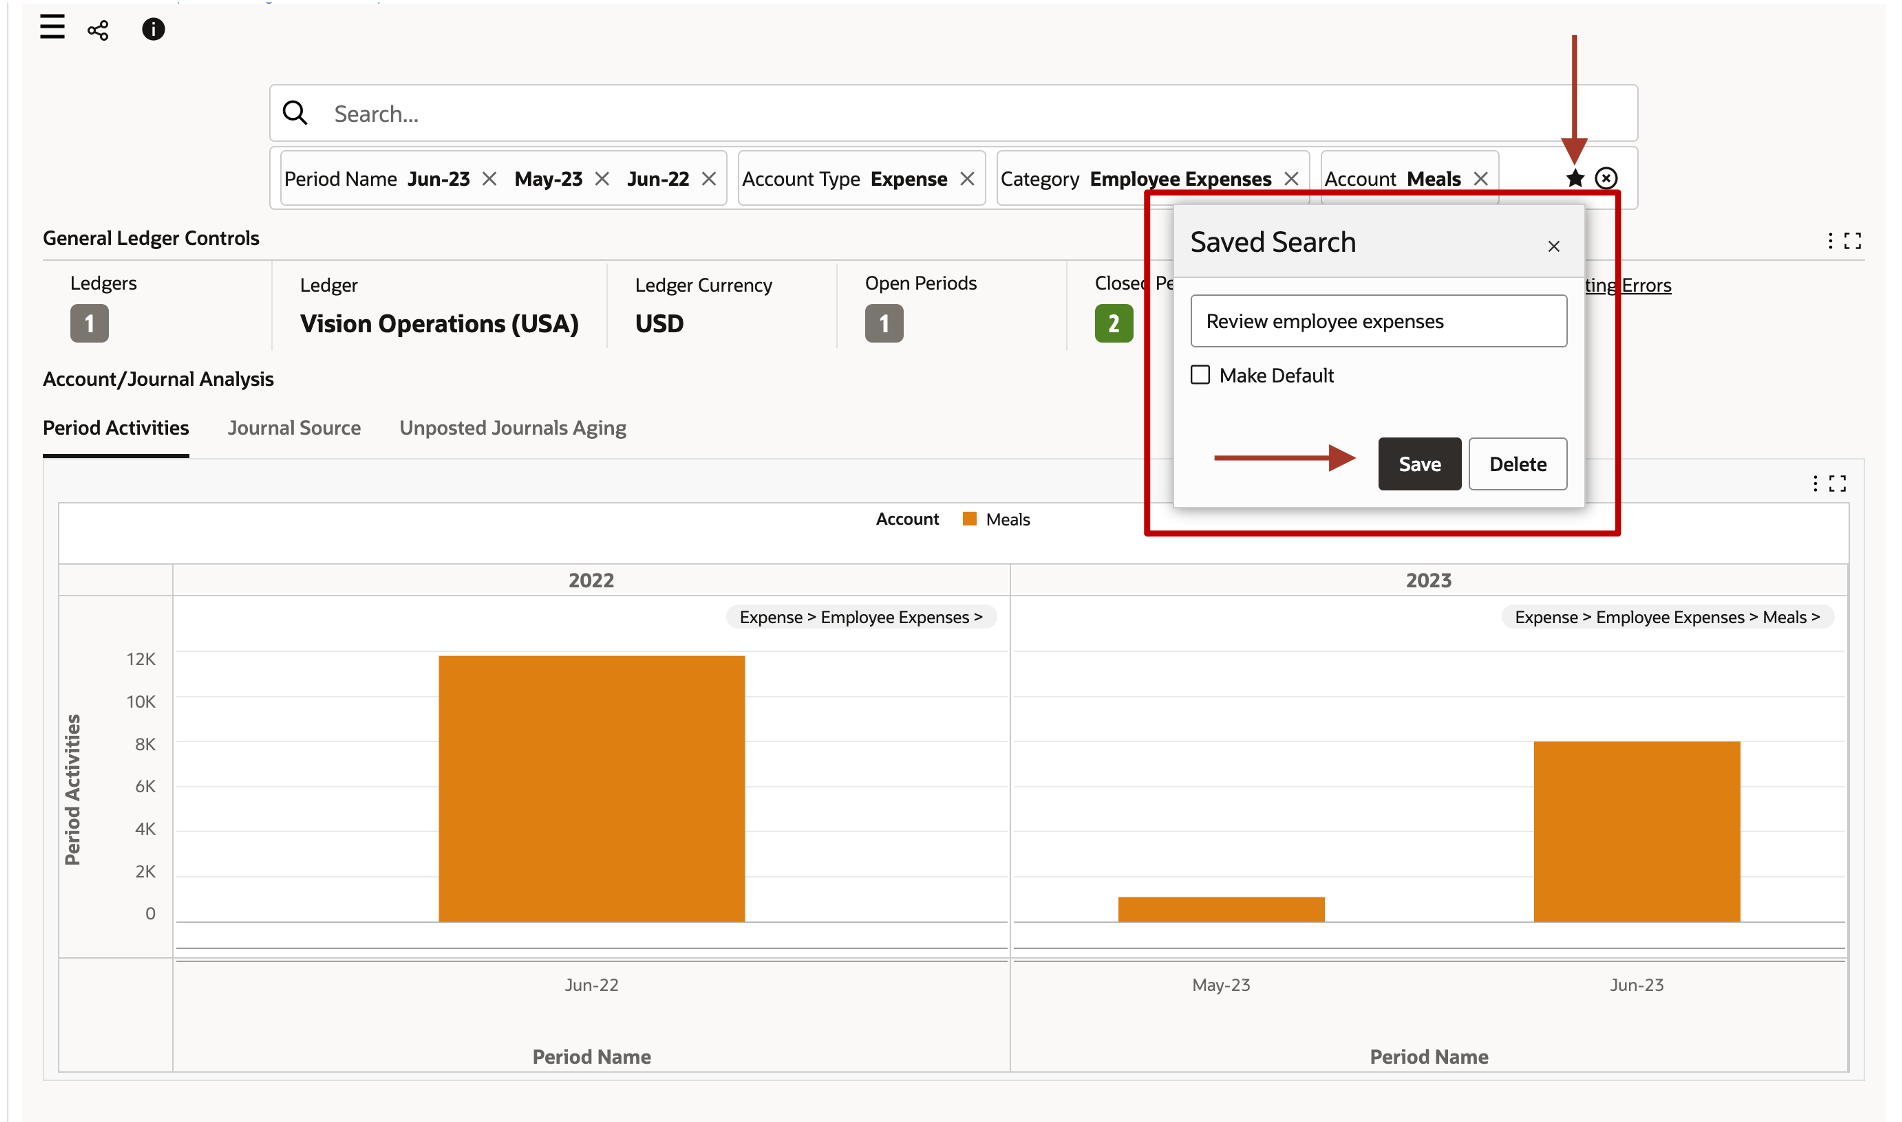 Search...
Period Name Jun-23 May-23 Jun-22 Account Type Expense Category Employee Expenses Account Meals
Saved Search
Review employee expenses
Make Default
Save Delete
General Ledger Controls
Ledgers Ledger Ledger Currency Open Periods Closed Pe ting Errors
1 Vision Operations (USA) USD 1 2
Account/Journal Analysis
Period Activities Journal Source Unposted Journals Aging
Account Meals
2022 2023
Expense > Employee Expenses > Expense > Employee Expenses > Meals >
Period Activities
12K
10K
8K
6K
4K
2K
0
Jun-22 May-23 Jun-23
Period Name Period Name